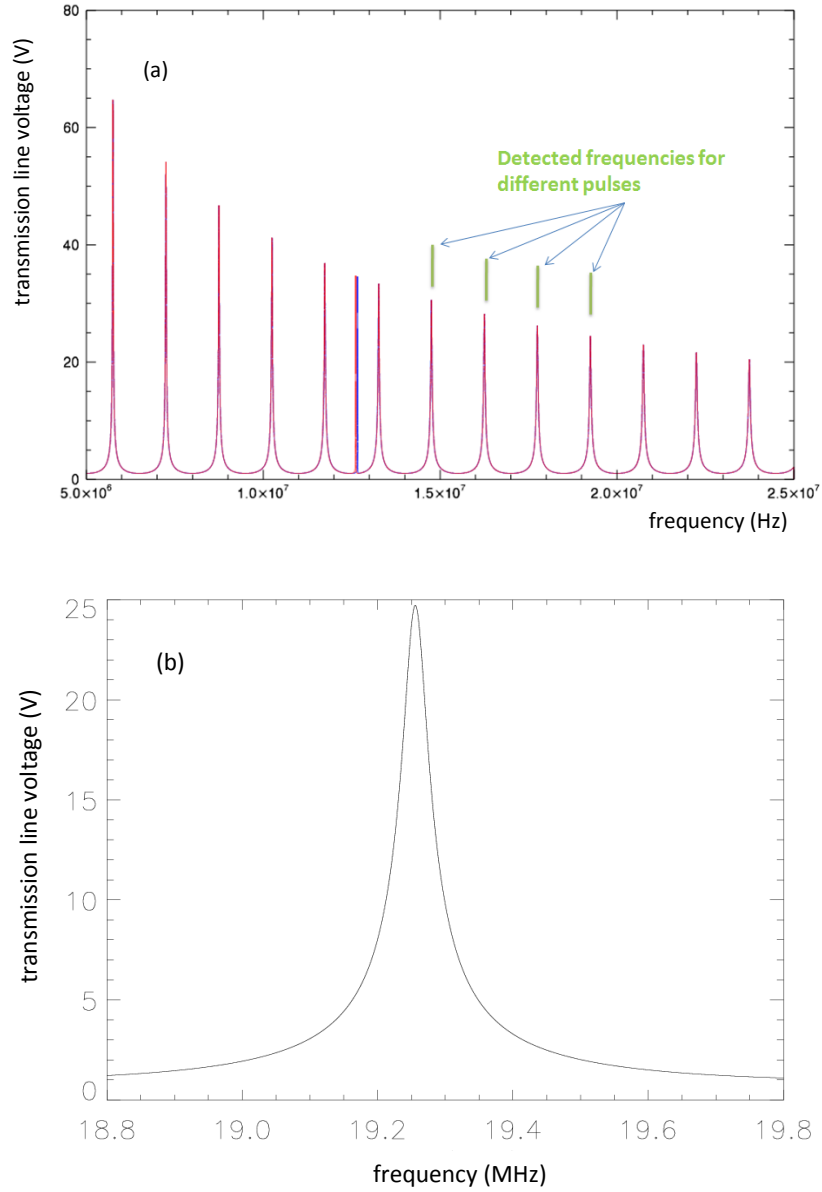 80
60
40
20
0
transmission line voltage (V)
(a)
Detected frequencies for
different pulses
5.0×10⁶
1.0×10⁷
1.5×10⁷
2.0×10⁷
2.5×10⁷
frequency (Hz)
25
20
15
10
5
0
transmission line voltage (V)
(b)
18.8
19.0
19.2
19.4
19.6
19.8
frequency (MHz)